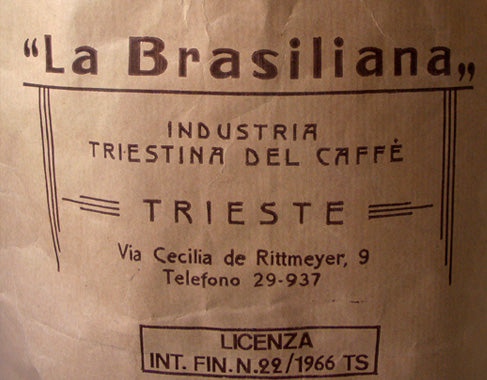 “La Brasiliana„
INDUSTRIA
TRIESTINA DEL CAFFÈ
TRIESTE
Via Cecilia de Rittmeyer, 9
Telefono 29-937
LICENZA
INT. FIN. N. 22/1966 TS